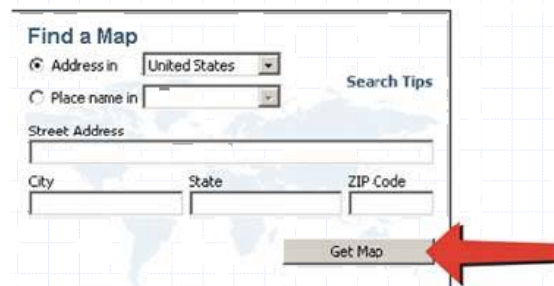 Find a Map
Address in United States
Search Tips
Place name in
Street Address
City State ZIP Code
Get Map